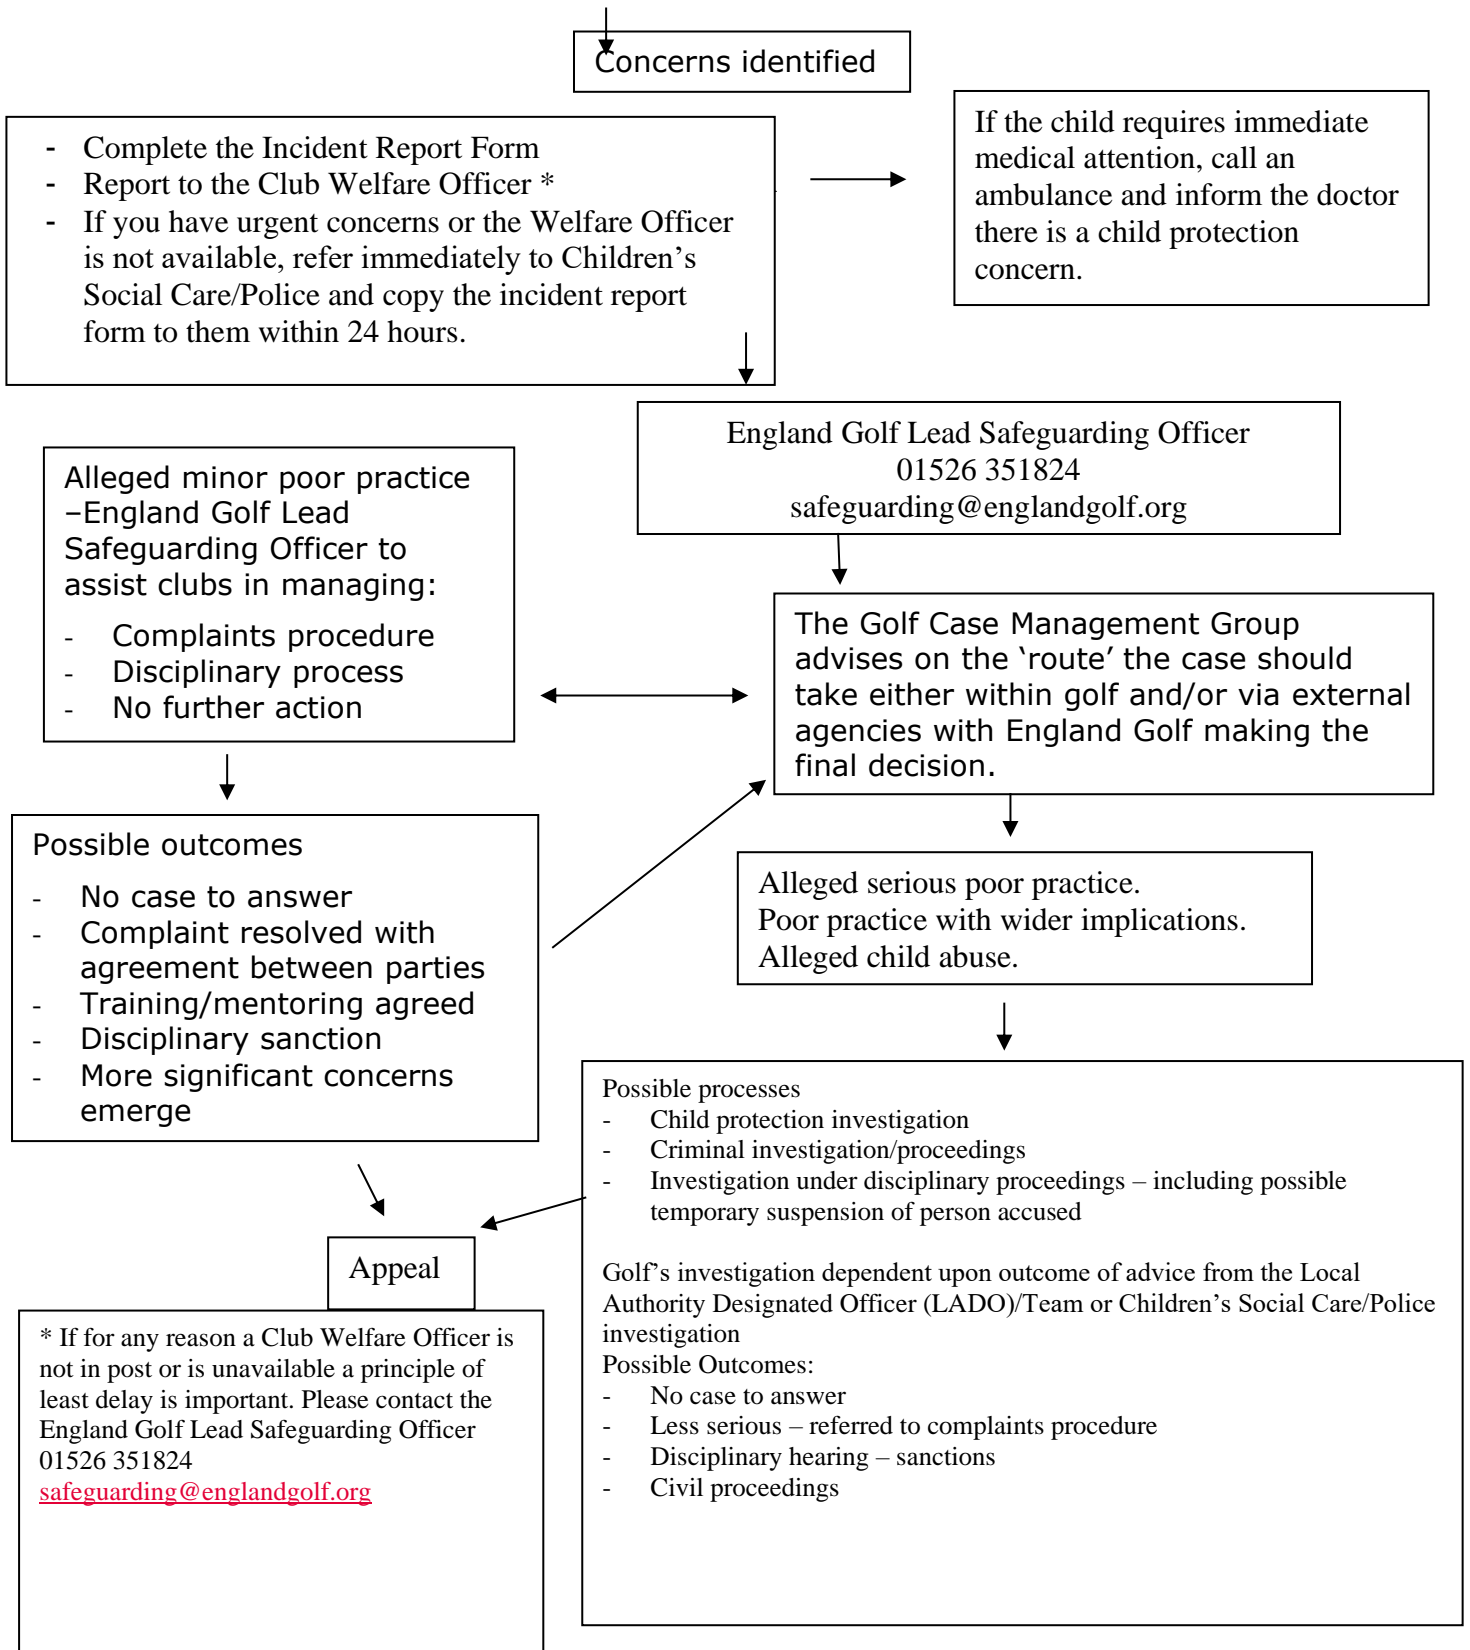 Concerns identified
- Complete the Incident Report Form
- Report to the Club Welfare Officer *
- If you have urgent concerns or the Welfare Officer
is not available, refer immediately to Children’s
Social Care/Police and copy the incident report
form to them within 24 hours.
If the child requires immediate
medical attention, call an
ambulance and inform the doctor
there is a child protection
concern.
England Golf Lead Safeguarding Officer
01526 351824
safeguarding@englandgolf.org
Alleged minor poor practice
–England Golf Lead
Safeguarding Officer to
assist clubs in managing:
- Complaints procedure
- Disciplinary process
- No further action
The Golf Case Management Group
advises on the ‘route’ the case should
take either within golf and/or via external
agencies with England Golf making the
final decision.
Possible outcomes
- No case to answer
- Complaint resolved with
agreement between parties
- Training/mentoring agreed
- Disciplinary sanction
- More significant concerns
emerge
Alleged serious poor practice.
Poor practice with wider implications.
Alleged child abuse.
Possible processes
- Child protection investigation
- Criminal investigation/proceedings
- Investigation under disciplinary proceedings – including possible
temporary suspension of person accused
Golf’s investigation dependent upon outcome of advice from the Local
Authority Designated Officer (LADO)/Team or Children’s Social Care/Police
investigation
Possible Outcomes:
- No case to answer
- Less serious – referred to complaints procedure
- Disciplinary hearing – sanctions
- Civil proceedings
Appeal
* If for any reason a Club Welfare Officer is
not in post or is unavailable a principle of
least delay is important. Please contact the
England Golf Lead Safeguarding Officer
01526 351824
safeguarding@englandgolf.org